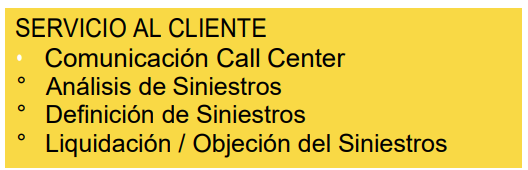 SERVICIO AL CLIENTE
• Comunicación Call Center
° Análisis de Siniestros
° Definición de Siniestros
° Liquidación / Objeción del Siniestros